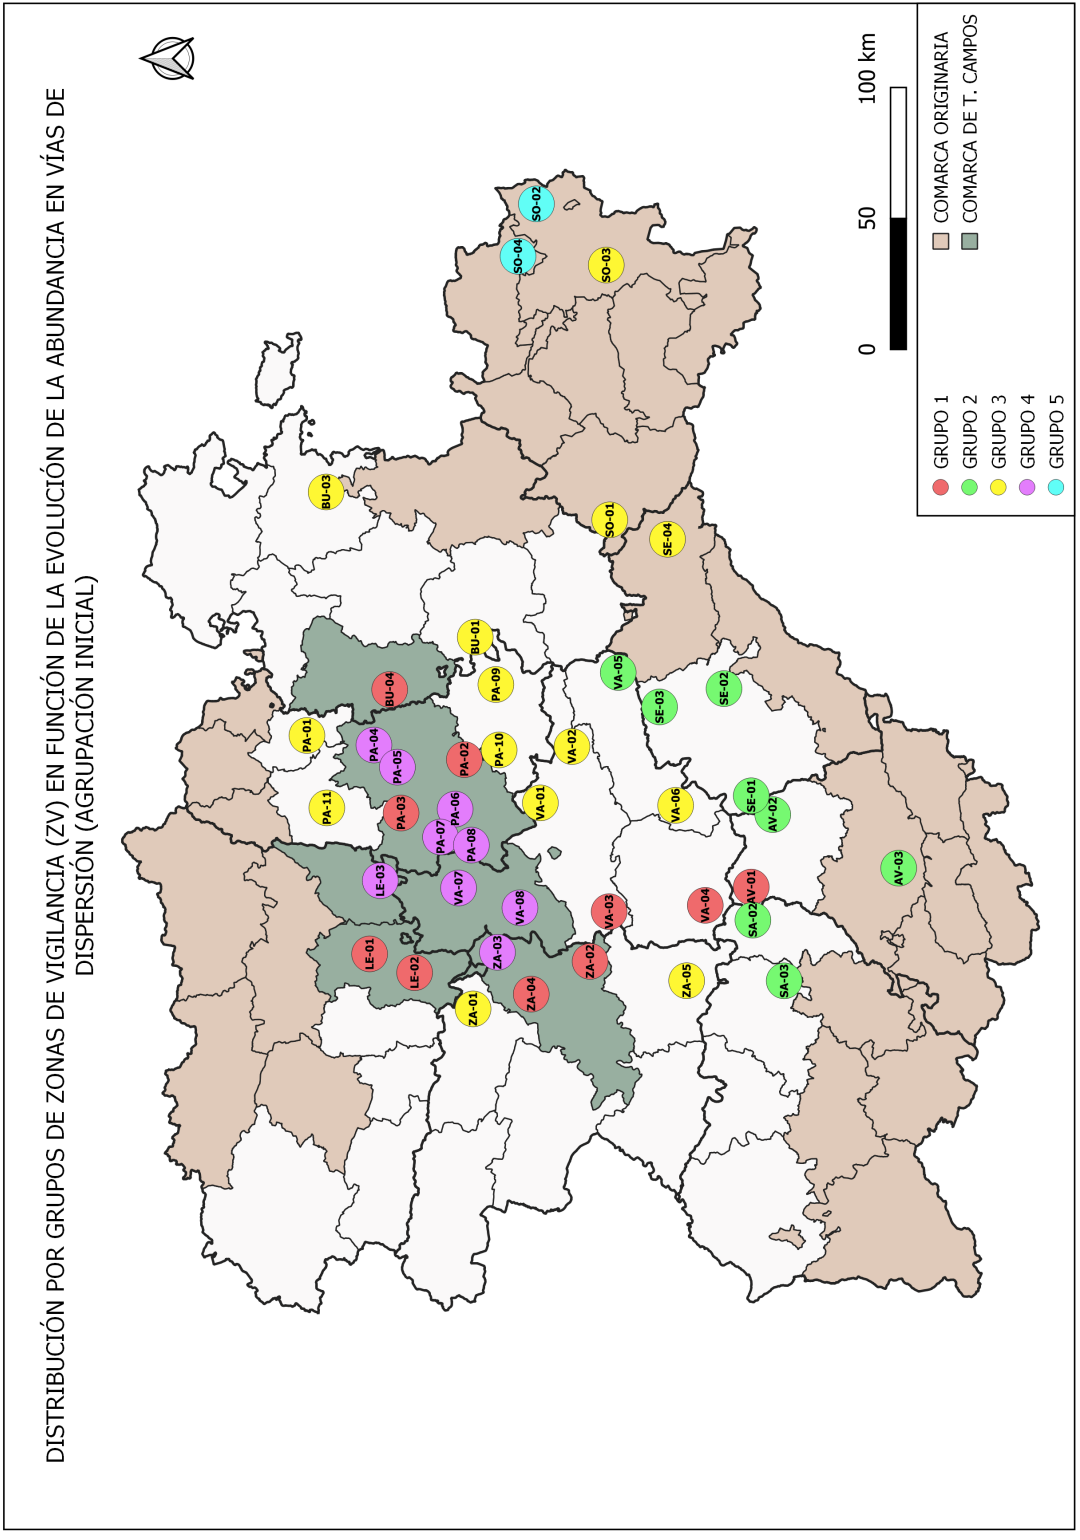 DISTRIBUCIÓN POR GRUPOS DE ZONAS DE VIGILANCIA (ZV) EN FUNCIÓN DE LA EVOLUCIÓN DE LA ABUNDANCIA EN VÍAS DE
DISPERSIÓN (AGRUPACIÓN INICIAL)
BU-03
PA-01
PA-11
BU-04
PA-04
PA-05
PA-03
PA-02
LE-03
LE-01
LE-02
PA-06
PA-07
PA-08
VA-07
VA-08
BU-01
PA-09
PA-10
ZA-03
ZA-01
ZA-04
SO-02
SO-04
SO-03
VA-02
VA-01
ZA-02
VA-03
SO-01
VA-05
SE-04
SE-03
VA-06
VA-04
ZA-05
SE-02
SE-01
AV-02
AV-01
SA-02
SA-03
AV-03
0
50
100 km
GRUPO 1
GRUPO 2
GRUPO 3
GRUPO 4
GRUPO 5
COMARCA ORIGINARIA
COMARCA DE T. CAMPOS